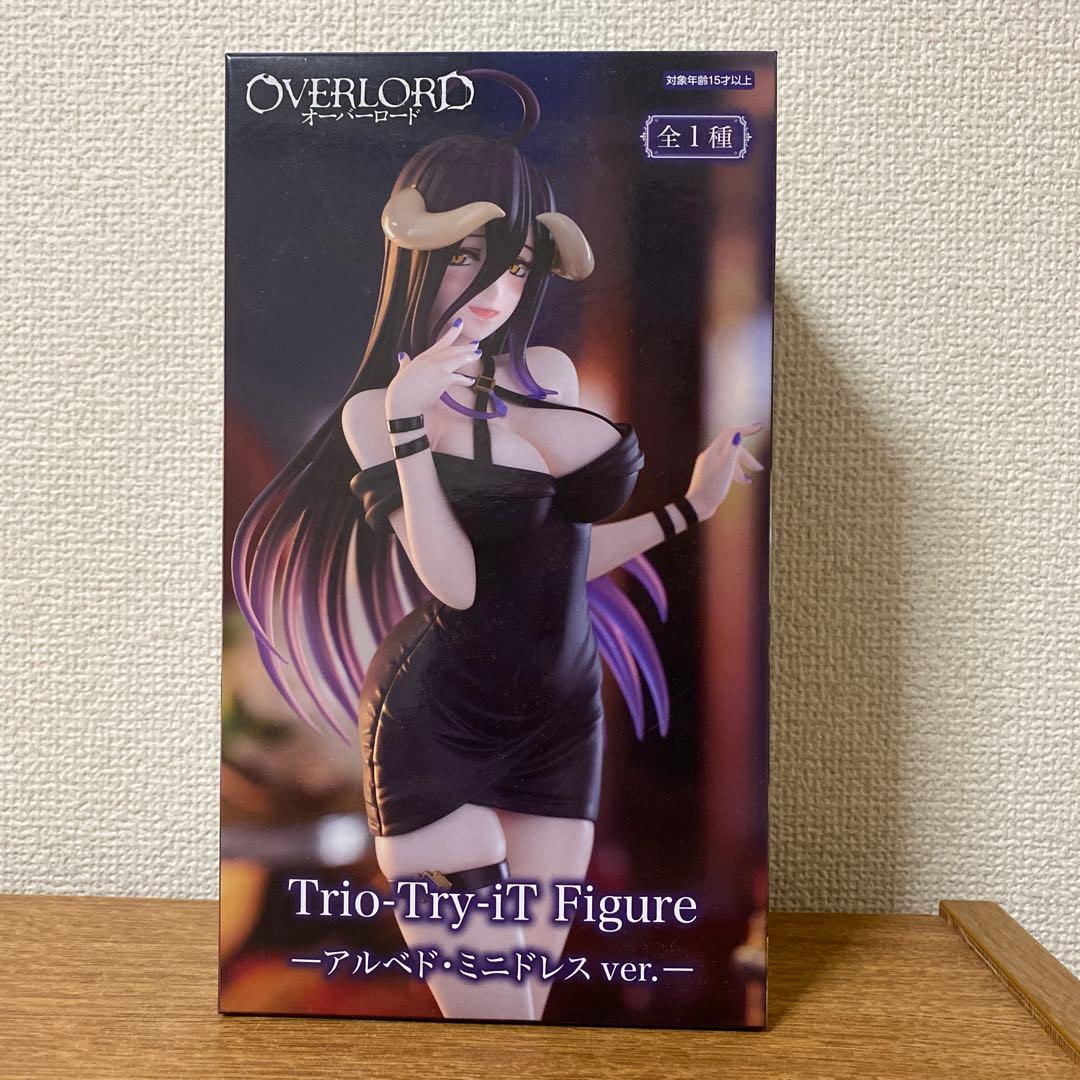 OVERLORD
オーバーロード
対象年齢15才以上
全1種
Trio-Try-iT Figure
—アルベド・ミニドレス ver.—